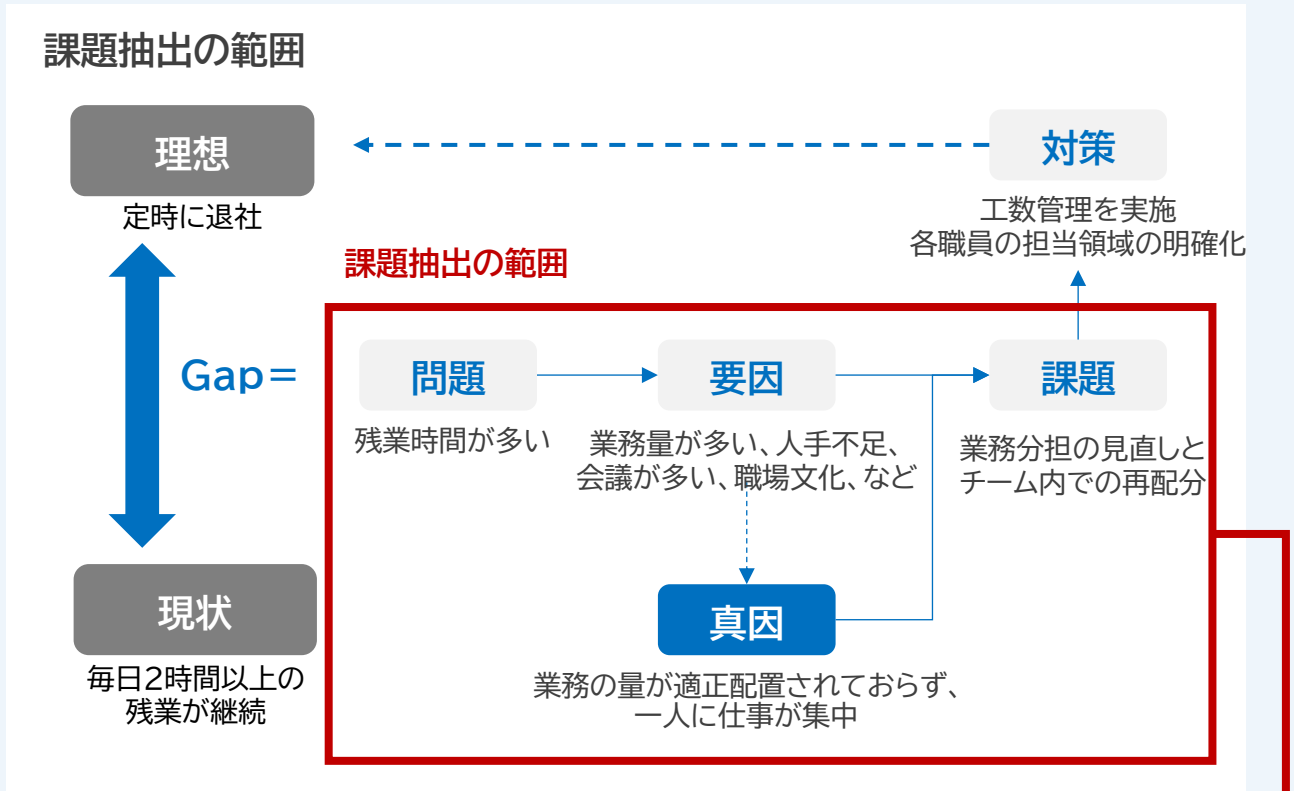 課題抽出の範囲
理想
定時に退社
対策
工数管理を実施
各職員の担当領域の明確化
課題抽出の範囲
Gap＝
問題
残業時間が多い
要因
業務量が多い、人手不足、
会議が多い、職場文化、など
課題
業務分担の見直しと
チーム内での再配分
真因
業務の量が適正配置されておらず、
一人に仕事が集中
現状
毎日2時間以上の
残業が継続